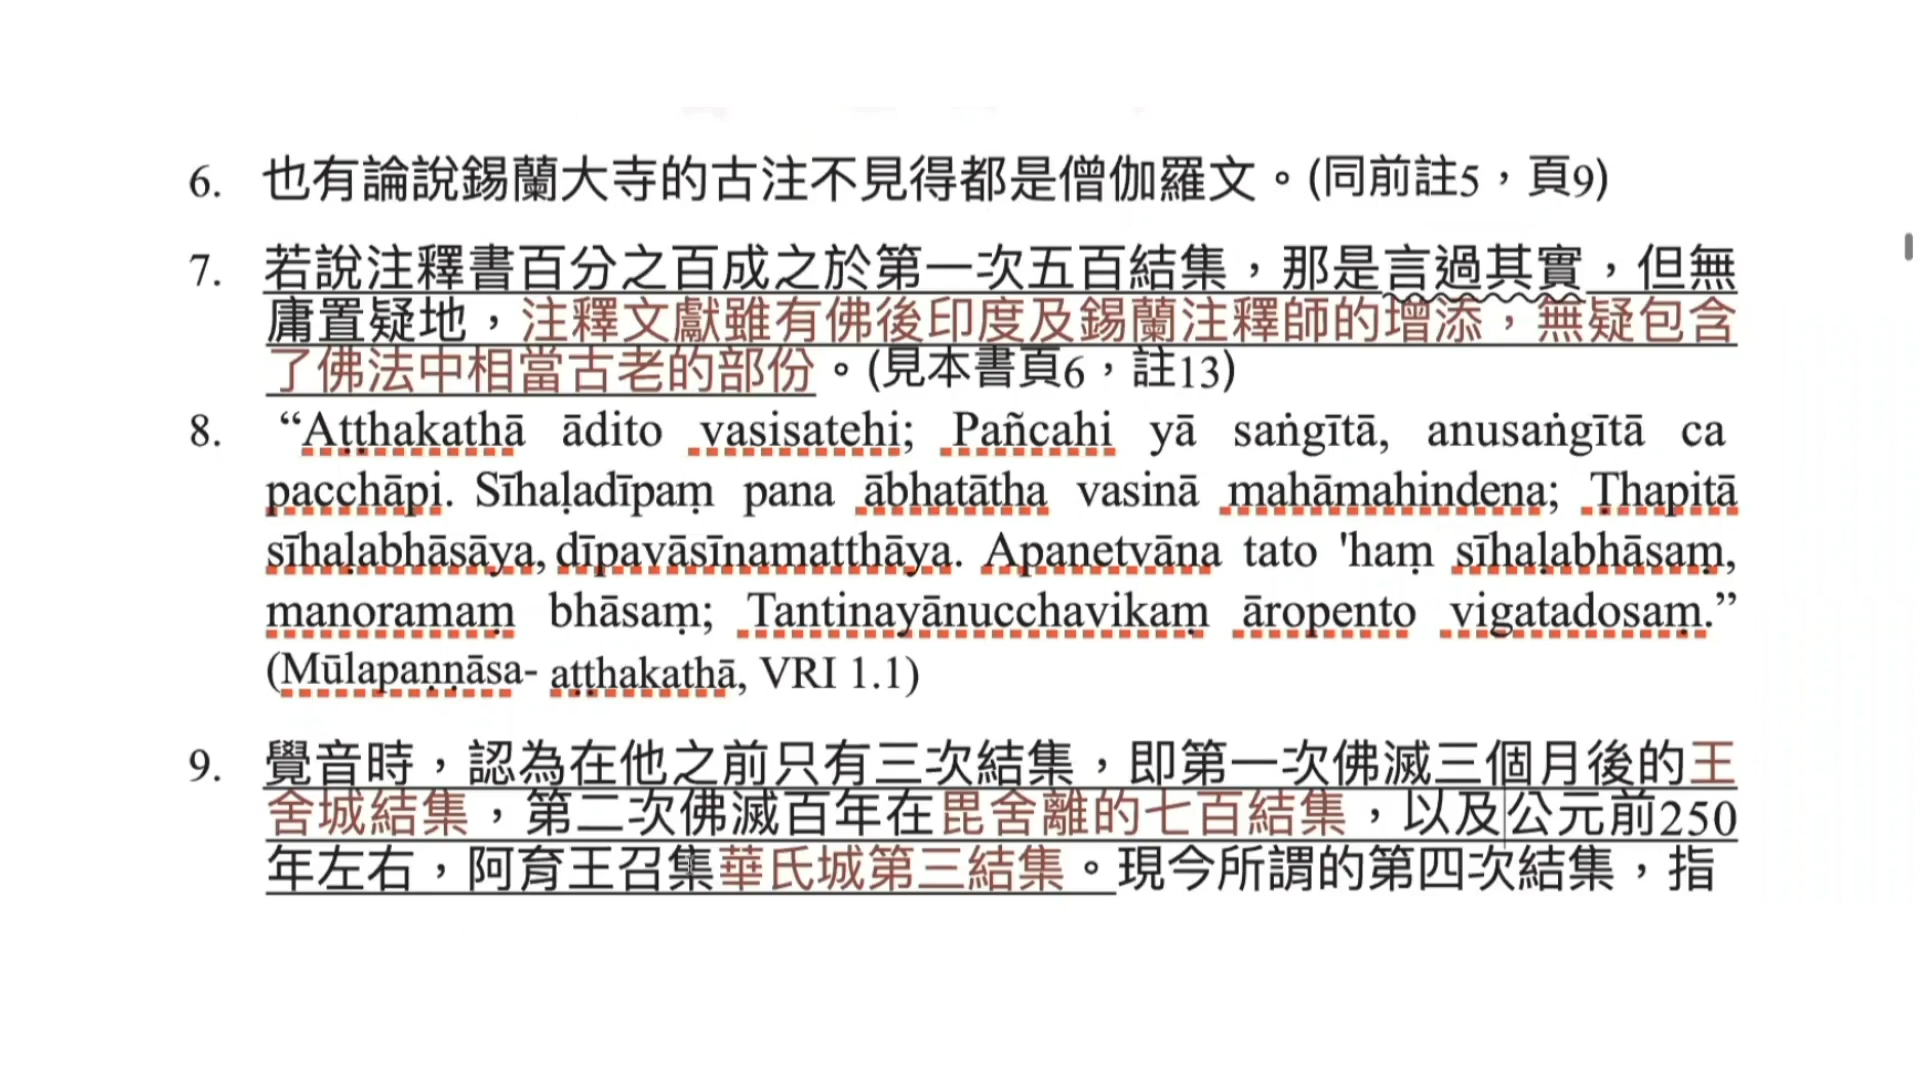 6. 也有論說錫蘭大寺的古注不見得都是僧伽羅文。(同前註5，頁9)
7. 若說注釋書百分之百成之於第一次五百結集，那是言過其實，但無
庸置疑地，注釋文獻雖有佛後印度及錫蘭注釋師的增添，無疑包含
了佛法中相當古老的部份。(見本書頁6，註13)
8. “Aṭṭhakathā ādito vasisatehi; Pañcahi yā saṅgītā, anusaṅgītā ca
pacchāpi. Sīhaḷadīpaṃ pana ābhatātha vasinā mahāmahindena; Ṭhapitā
sīhaḷabhāsāya, dīpavāsīnamatthāya. Apanetvāna tato 'haṃ sīhaḷabhāsaṃ,
manoramaṃ bhāsaṃ; Tantinayānucchavikaṃ āropento vigatadosaṃ.”
(Mūlapaṇṇāsa- aṭṭhakathā, VRI 1.1)
9. 覺音時，認為在他之前只有三次結集，即第一次佛滅三個月後的王
舍城結集，第二次佛滅百年在毘舍離的七百結集，以及公元前250
年左右，阿育王召集華氏城第三結集。現今所謂的第四次結集，指